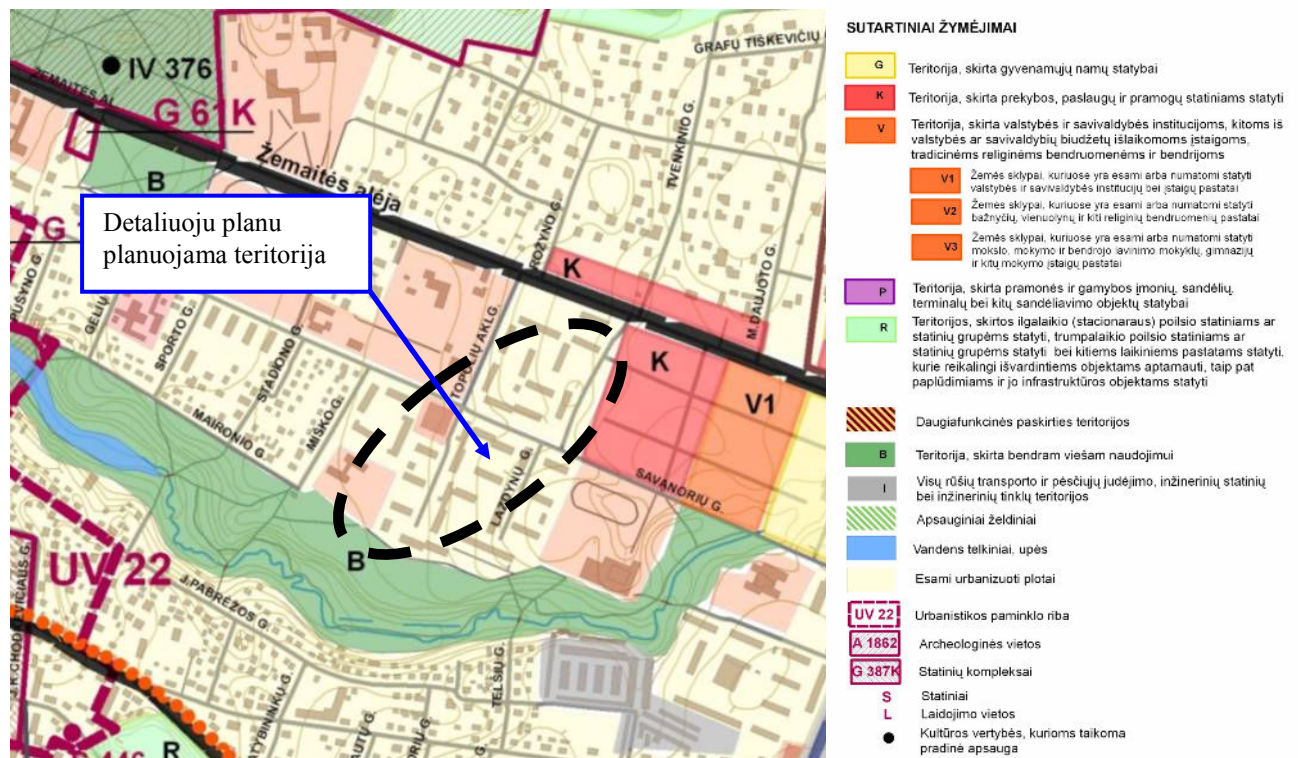 GRAFŲ TIŠKEVIČIŲ
IV 376
ŽEMAITĖS AL.
G 61K
TVENKINIO G.
Žemaitės alėja
B
Detaliuoju planu
planuojama teritorija
G
ROŽYNO G.
M.DAUJOTO G.
K
PUŠYNO G.
GĖLIŲ G.
SPORTO G.
STADIONO G.
TOPOLIŲ AKLG.
K
V1
MIŠKO G.
MAIRONIO G.
LAZDYNŲ G.
SAVANORIŲ G.
B
UV 22
J.PABRĖŽOS G.
J.K.CHODKEVIČIAUS G.
TELŠIŲ G.
R
SUTARTINIAI ŽYMĖJIMAI
G Teritorija, skirta gyvenamųjų namų statybai
K Teritorija, skirta prekybos, paslaugų ir pramogų statiniams statyti
V Teritorija, skirta valstybės ir savivaldybės institucijoms, kitoms iš
valstybės ar savivaldybių biudžetų išlaikomoms įstaigoms,
tradicinėms religinėms bendruomenėms ir bendrijoms
V1 Žemės sklypai, kuriuose yra esami arba numatomi statyti
valstybės ir savivaldybės institucijų bei įstaigų pastatai
V2 Žemės sklypai, kuriuose yra esami arba numatomi statyti
bažnyčių, vienuolynų ir kiti religinių bendruomenių pastatai
V3 Žemės sklypai, kuriuose yra esami arba numatomi statyti
mokslo, mokymo ir bendrojo lavinimo mokyklų, gimnazijų
ir kitų mokymo įstaigų pastatai
P Teritorija, skirta pramonės ir gamybos įmonių, sandėlių,
terminalų bei kitų sandėliavimo objektų statybai
R Teritorijos, skirtos ilgalaikio (stacionaraus) poilsio statiniams ar
statinių grupėms statyti, trumpalaikio poilsio statiniams ar
statinių grupėms statyti bei kitiems laikiniems pastatams statyti,
kurie reikalingi išvardintiems objektams aptarnauti, taip pat
paplūdimiams ir jo infrastruktūros objektams statyti
Daugiafunkcinės paskirties teritorijos
B Teritorija, skirta bendram viešam naudojimui
I Visų rūšių transporto ir pėsčiųjų judėjimo, inžinerinių statinių
bei inžinerinių tinklų teritorijos
Apsauginiai želdiniai
Vandens telkiniai, upės
Esami urbanizuoti plotai
UV 22 Urbanistikos paminklo riba
A 1862 Archeologinės vietos
G 387K Statinių kompleksai
S Statiniai
L Laidojimo vietos
Kultūros vertybės, kurioms taikoma
pradinė apsauga